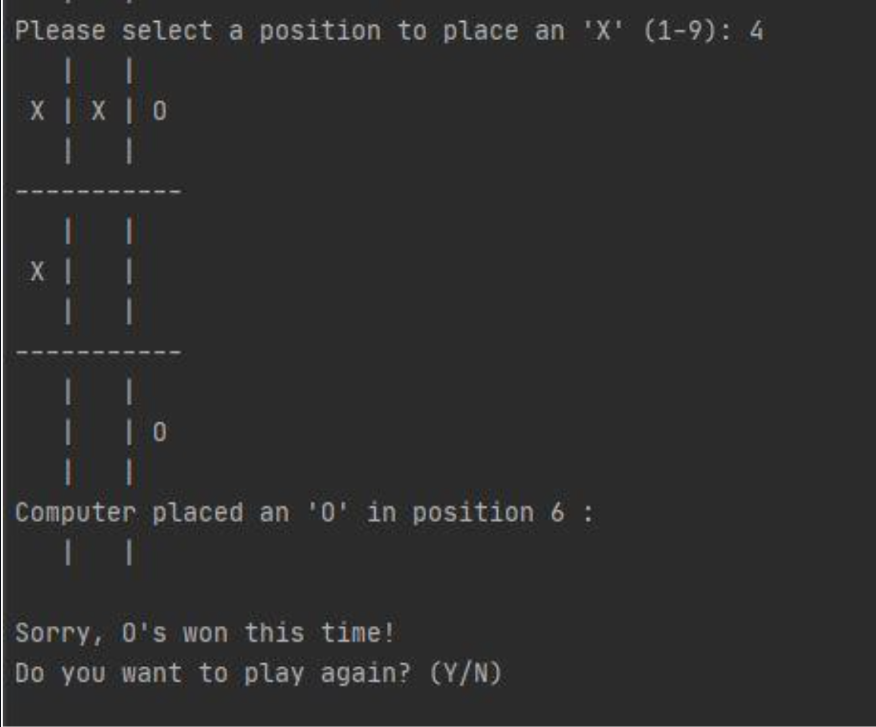 Please select a position to place an 'X' (1-9): 4
   |   |
 X | X | O
   |   |
-----------
   |   |
 X |   |
   |   |
-----------
   |   |
   |   | O
   |   |
Computer placed an 'O' in position 6 :
   |   |
Sorry, O's won this time!
Do you want to play again? (Y/N)